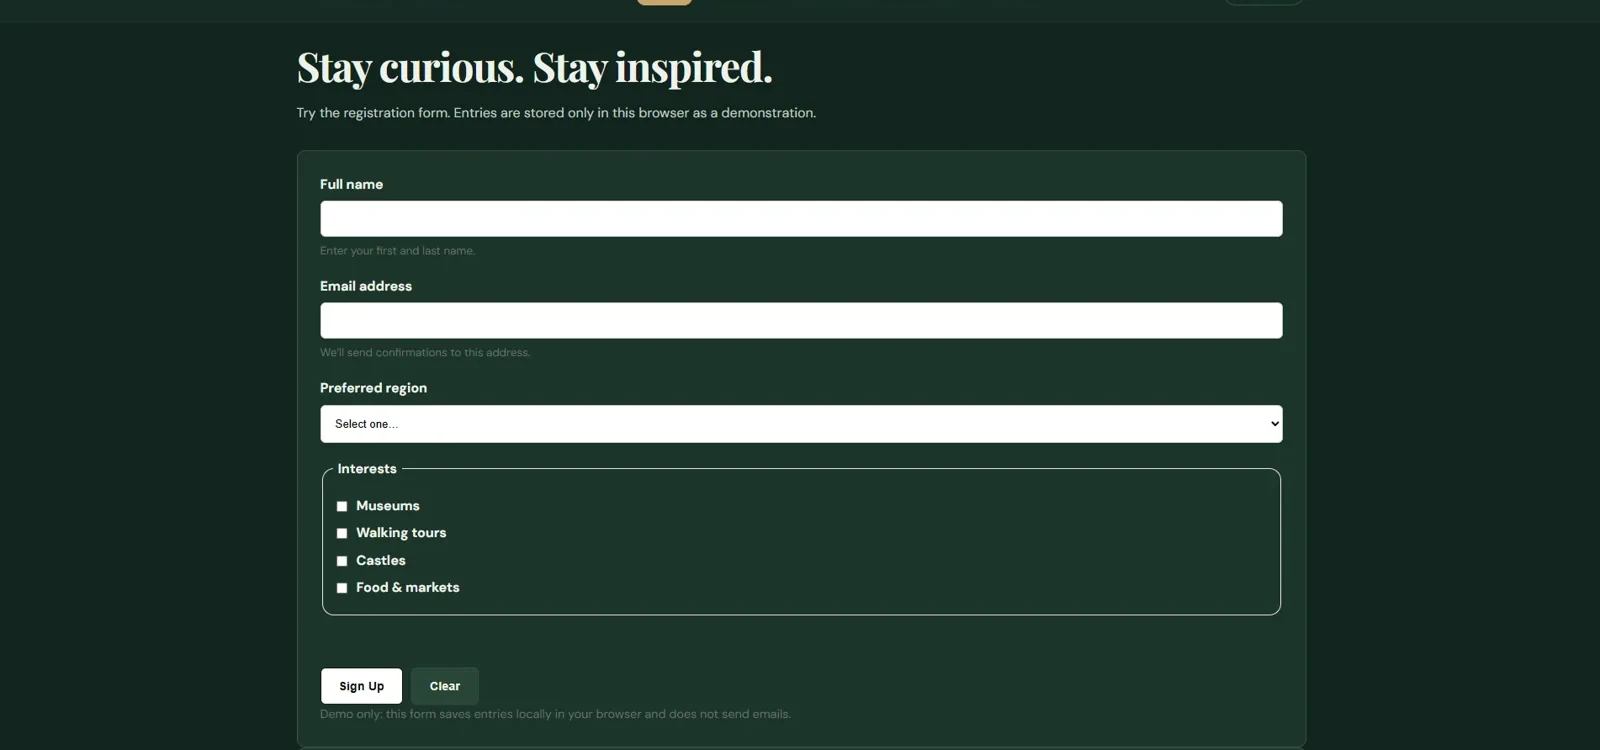 Stay curious. Stay inspired.
Try the registration form. Entries are stored only in this browser as a demonstration.
Full name
Enter your first and last name.
Email address
We'll send confirmations to this address.
Preferred region
Select one...
Interests
Museums
Walking tours
Castles
Food & markets
Sign Up
Clear
Demo only: this form saves entries locally in your browser and does not send emails.